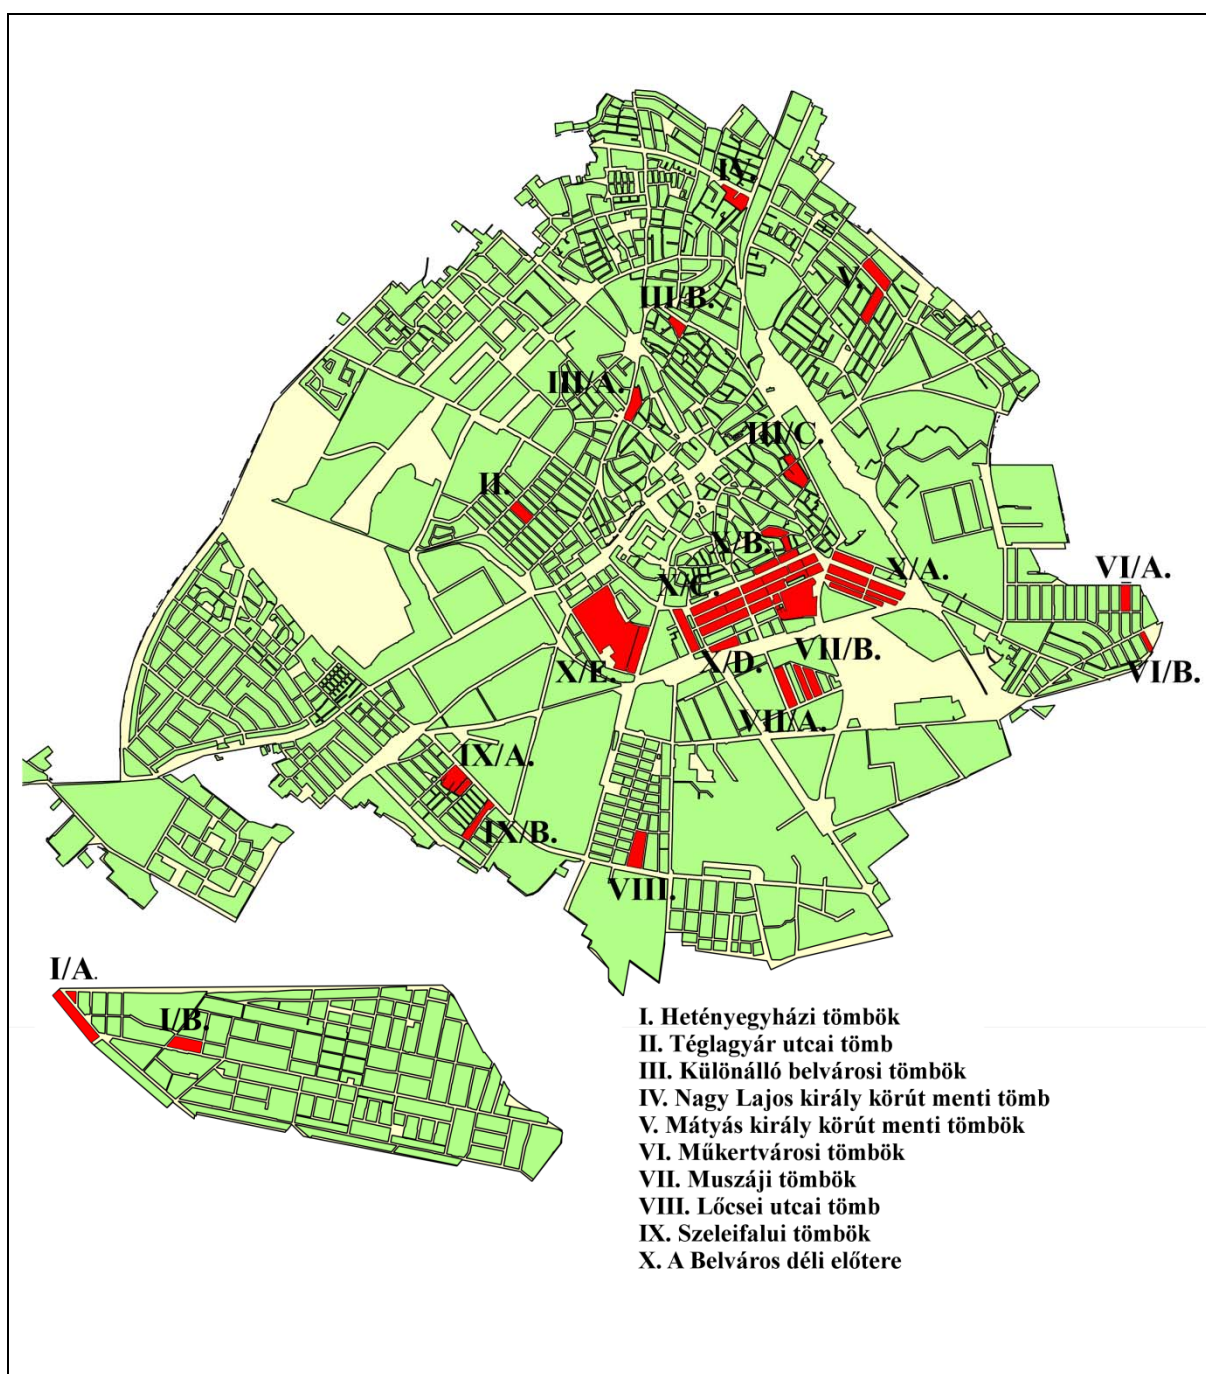 IV.
V.
III/B.
III/A.
III/C.
II.
X/B.
X/A.
VI/A.
X/C.
VII/B.
X/D.
X/E.
VI/B.
VII/A.
IX/A.
IX/B.
VIII.
I/A.
I/B.
I. Hetényegyházi tömbök
II. Téglagyár utcai tömb
III. Különálló belvárosi tömbök
IV. Nagy Lajos király körút menti tömb
V. Mátyás király körút menti tömbök
VI. Műkertvárosi tömbök
VII. Muszáji tömbök
VIII. Lőcsei utcai tömb
IX. Szeleifalui tömbök
X. A Belváros déli előtere